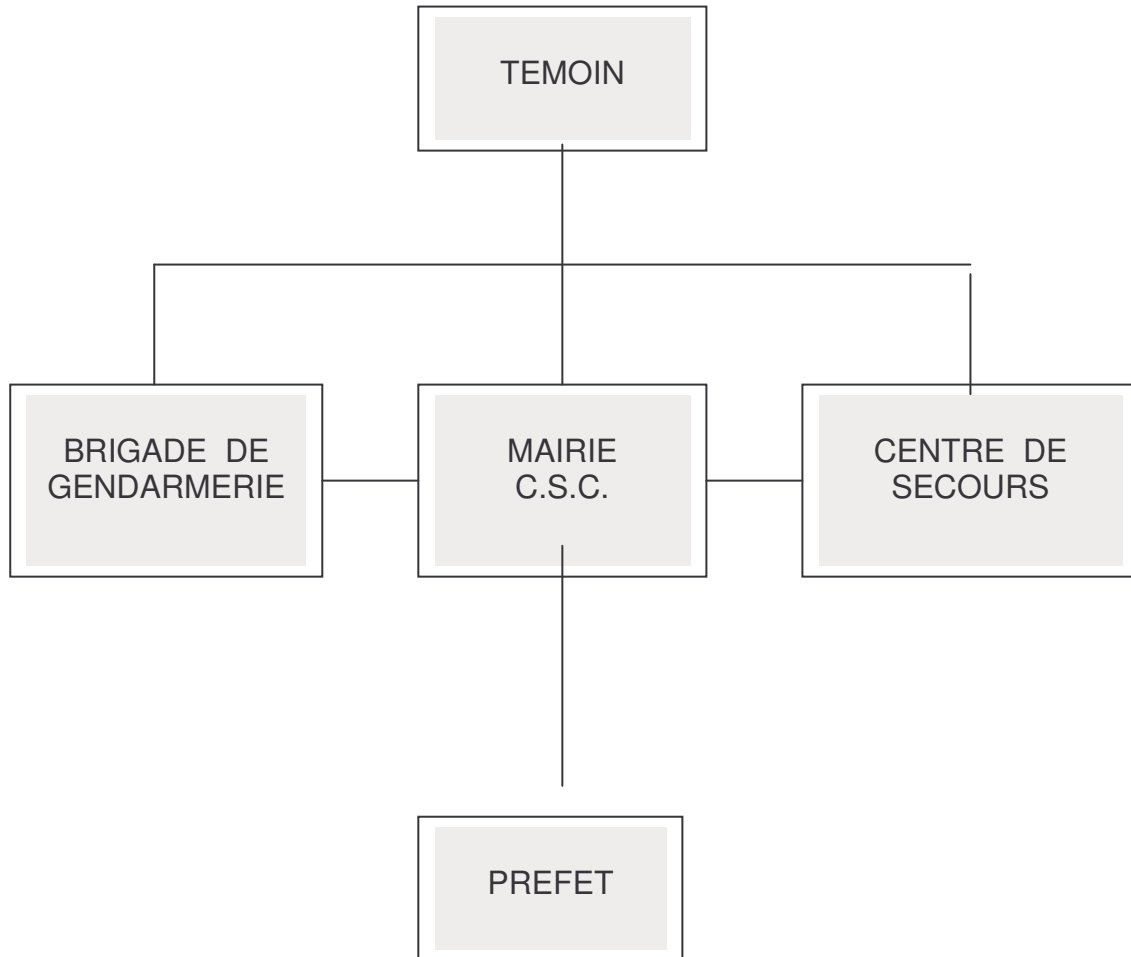 TEMOIN
BRIGADE DE
GENDARMERIE
MAIRIE
C.S.C.
CENTRE DE
SECOURS
PREFET